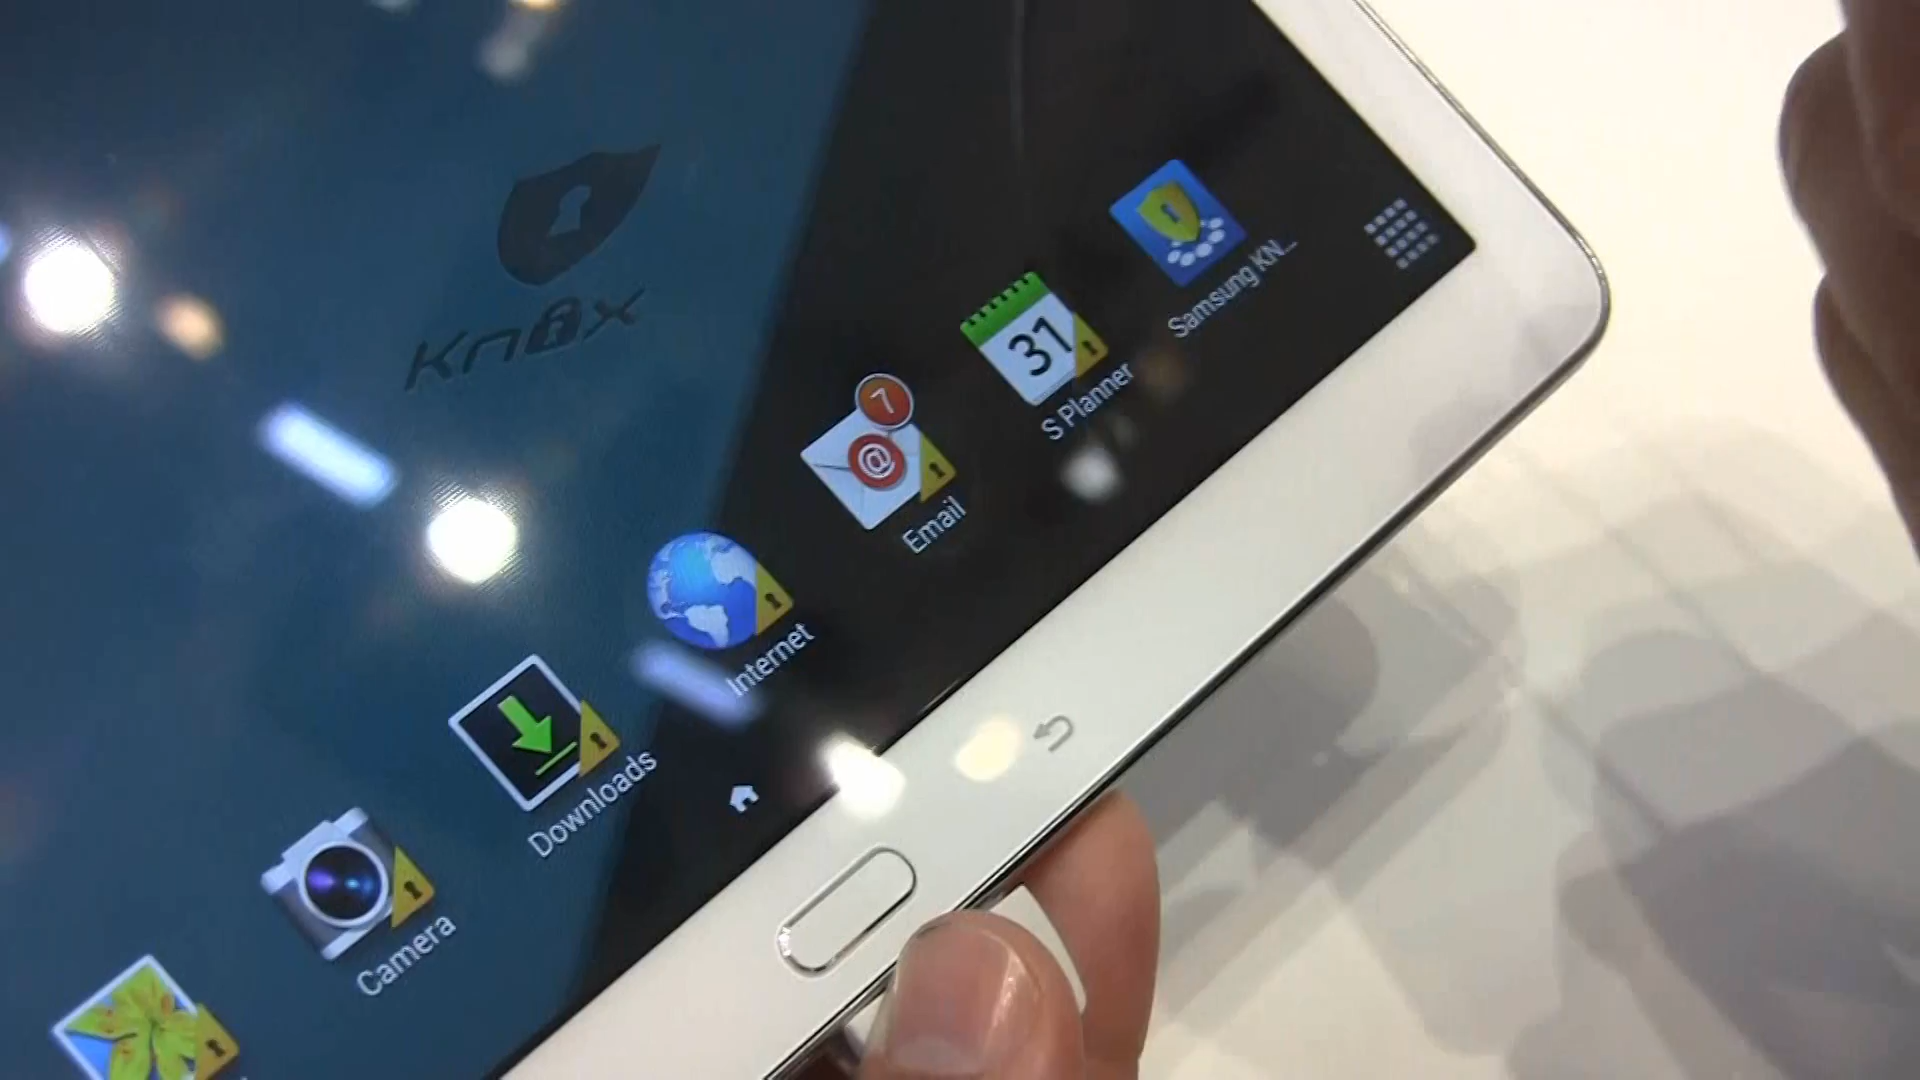 Knox
Samsung KN...
31
S Planner
7
@
Email
Internet
Downloads
Camera